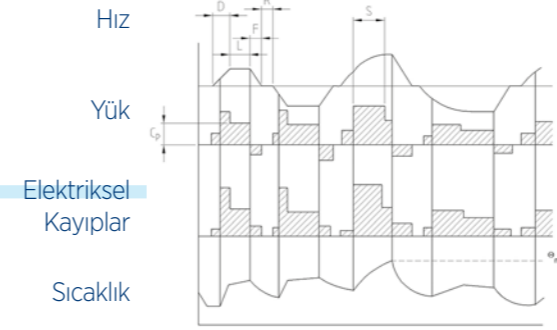 Hız
Yük
Elektriksel
Kayıplar
Sıcaklık
D
R
F
L
S
Cp